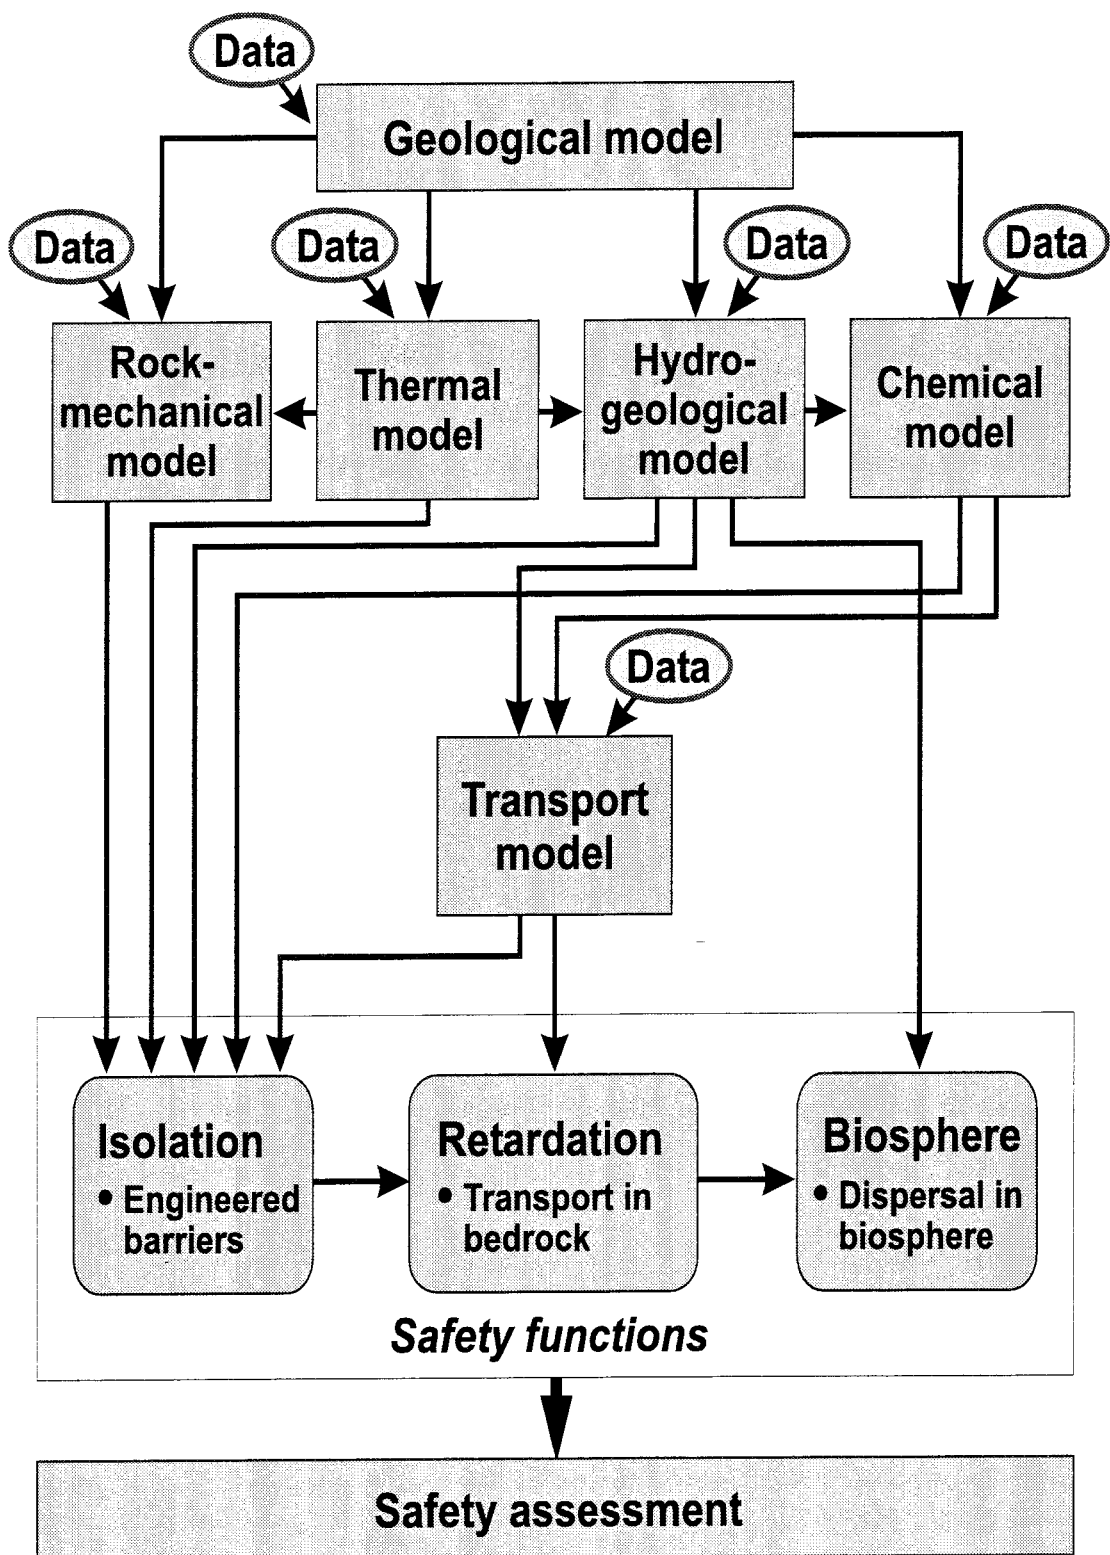 Data
Geological model
Data
Data
Data
Data
Rock-
mechanical
model
Thermal
model
Hydro-
geological
model
Chemical
model
Data
Transport
model
Isolation
• Engineered
barriers
Retardation
• Transport in
bedrock
Biosphere
• Dispersal in
biosphere
Safety functions
Safety assessment